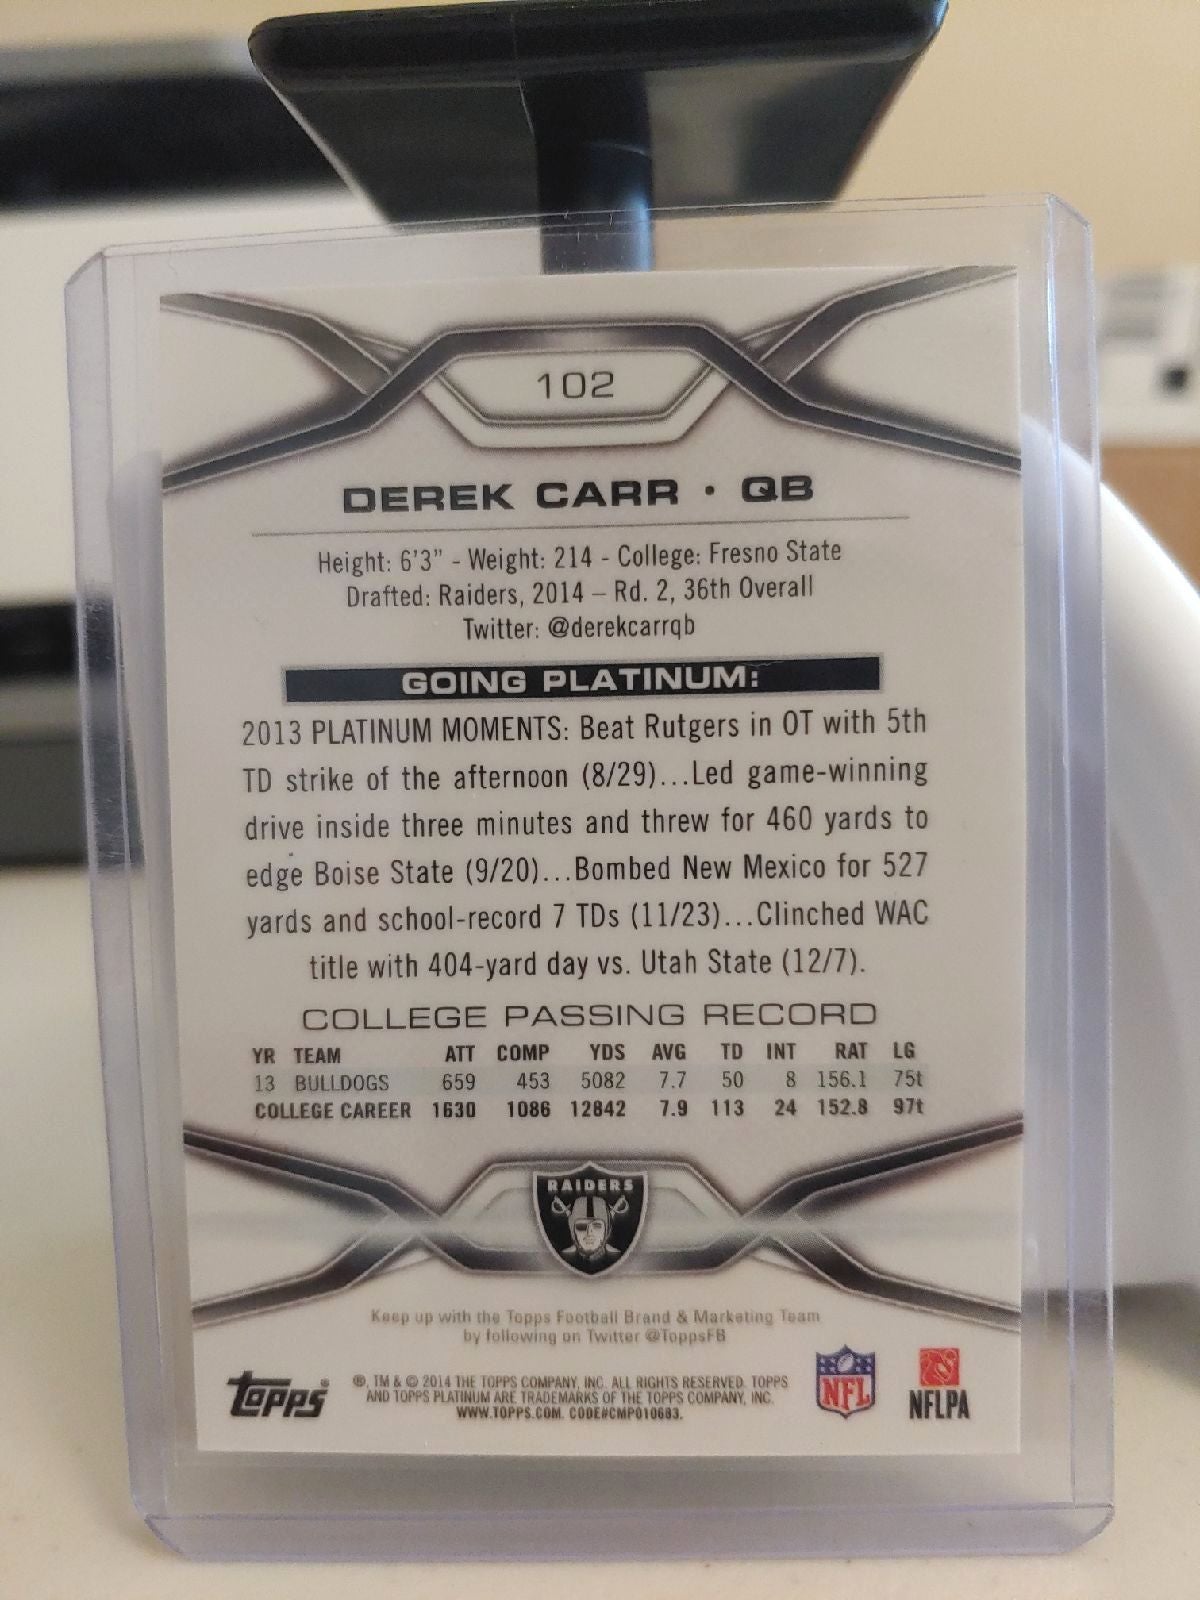 102
DEREK CARR · QB
Height: 6'3" - Weight: 214 - College: Fresno State
Drafted: Raiders, 2014 – Rd. 2, 36th Overall
Twitter: @derekcarrqb
GOING PLATINUM:
2013 PLATINUM MOMENTS: Beat Rutgers in OT with 5th
TD strike of the afternoon (8/29)...Led game-winning
drive inside three minutes and threw for 460 yards to
edge Boise State (9/20)...Bombed New Mexico for 527
yards and school-record 7 TDs (11/23)...Clinched WAC
title with 404-yard day vs. Utah State (12/7).
COLLEGE PASSING RECORD
YR TEAM ATT COMP YDS AVG TD INT RAT LG
13 BULLDOGS 659 453 5082 7.7 50 8 156.1 75t
COLLEGE CAREER 1630 1086 12842 7.9 113 24 152.8 97t
RAIDERS
Keep up with the Topps Football Brand & Marketing Team
by following on Twitter @ToppsFB
Topps®
®, TM & © 2014 THE TOPPS COMPANY, INC. ALL RIGHTS RESERVED. TOPPS
AND TOPPS PLATINUM ARE TRADEMARKS OF THE TOPPS COMPANY, INC.
WWW.TOPPS.COM. CODE#CMP010683.
NFL
NFLPA